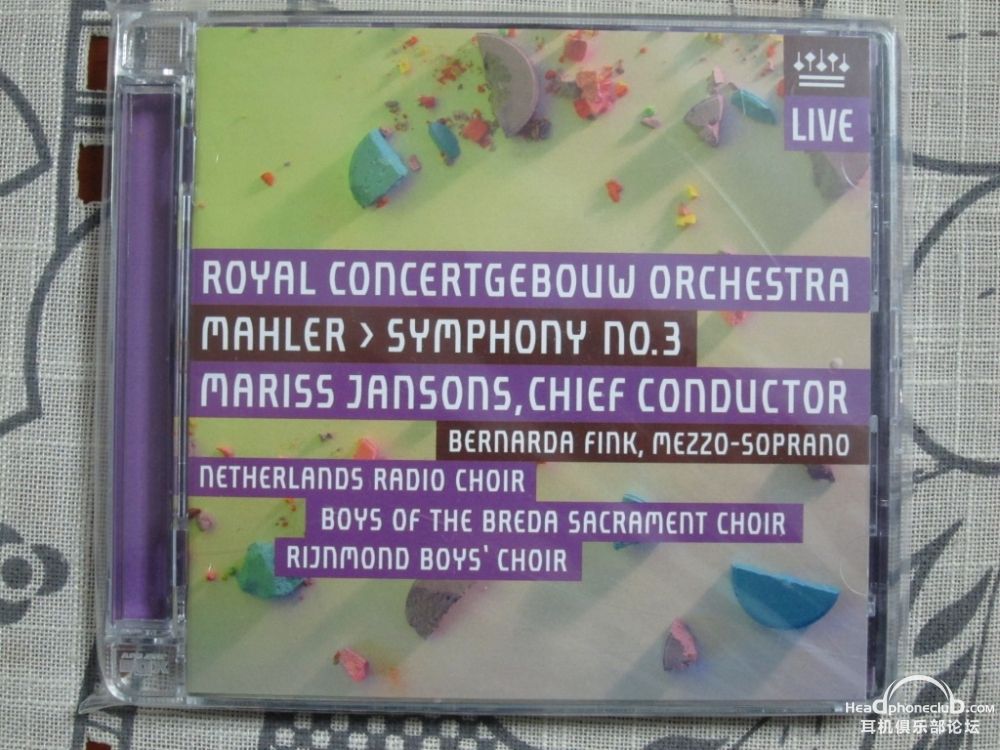 LIVE
ROYAL CONCERTGEBOUW ORCHESTRA
MAHLER > SYMPHONY NO.3
MARISS JANSONS, CHIEF CONDUCTOR
BERNARDA FINK, MEZZO-SOPRANO
NETHERLANDS RADIO CHOIR
BOYS OF THE BREDA SACRAMENT CHOIR
RIJNMOND BOYS' CHOIR
Headphoneclub.com
耳机俱乐部论坛